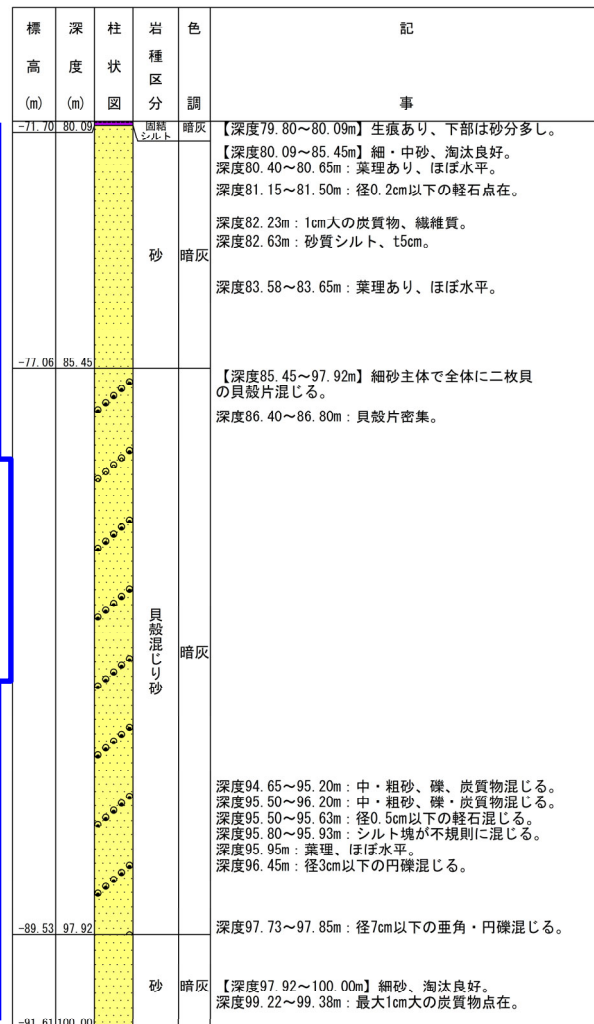 標高(m) 深度(m) 柱状図 岩種区分 色調 記事
-71.70 80.09 固結シルト 暗灰 【深度79.80～80.09m】生痕あり、下部は砂分多し。
【深度80.09～85.45m】細・中砂、淘汰良好。
深度80.40～80.65m：葉理あり、ほぼ水平。
深度81.15～81.50m：径0.2cm以下の軽石点在。
深度82.23m：1cm大の炭質物、繊維質。
深度82.63m：砂質シルト、t5cm。
砂 暗灰
深度83.58～83.65m：葉理あり、ほぼ水平。
-77.06 85.45
【深度85.45～97.92m】細砂主体で全体に二枚貝
の貝殻片混じる。
深度86.40～86.80m：貝殻片密集。
貝殻混じり砂 暗灰
深度94.65～95.20m：中・粗砂、礫、炭質物混じる。
深度95.50～96.20m：中・粗砂、礫・炭質物混じる。
深度95.50～95.63m：径0.5cm以下の軽石混じる。
深度95.80～95.93m：シルト塊が不規則に混じる。
深度95.95m：葉理、ほぼ水平。
深度96.45m：径3cm以下の円礫混じる。
深度97.73～97.85m：径7cm以下の亜角・円礫混じる。
-89.53 97.92
砂 暗灰 【深度97.92～100.00m】細砂、淘汰良好。
深度99.22～99.38m：最大1cm大の炭質物点在。
-91.61 100.00